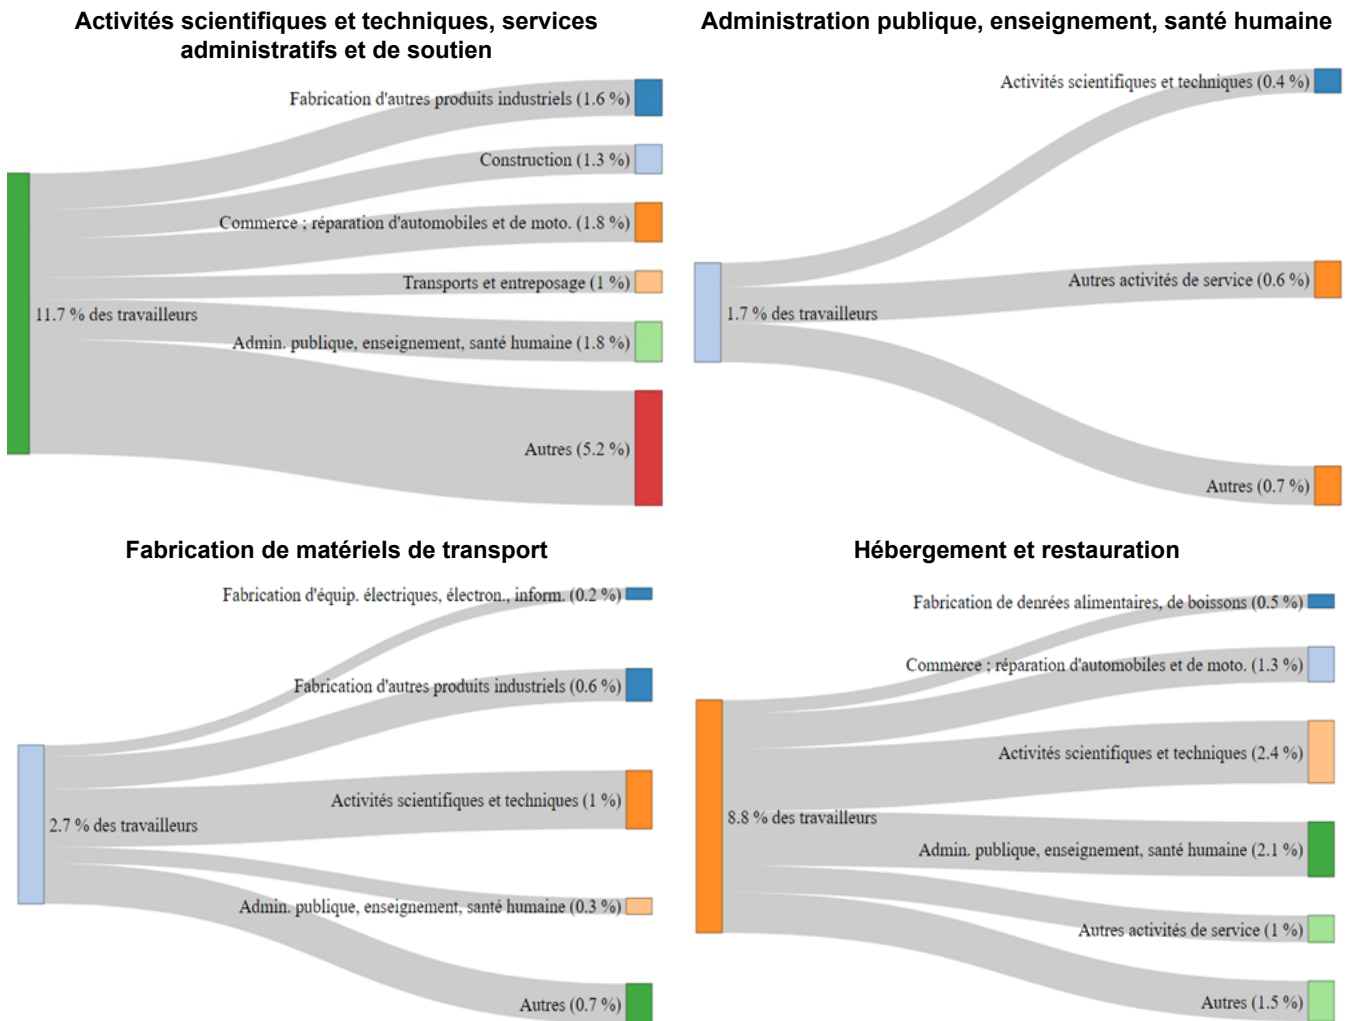 Activités scientifiques et techniques, services
administratifs et de soutien
Fabrication d'autres produits industriels (1.6 %)
Construction (1.3 %)
Commerce ; réparation d'automobiles et de moto. (1.8 %)
Transports et entreposage (1 %)
11.7 % des travailleurs
Admin. publique, enseignement, santé humaine (1.8 %)
Autres (5.2 %)
Administration publique, enseignement, santé humaine
Activités scientifiques et techniques (0.4 %)
Autres activités de service (0.6 %)
1.7 % des travailleurs
Autres (0.7 %)
Fabrication de matériels de transport
Fabrication d'équip. électriques, électron., inform. (0.2 %)
Fabrication d'autres produits industriels (0.6 %)
Activités scientifiques et techniques (1 %)
2.7 % des travailleurs
Admin. publique, enseignement, santé humaine (0.3 %)
Autres (0.7 %)
Hébergement et restauration
Fabrication de denrées alimentaires, de boissons (0.5 %)
Commerce ; réparation d'automobiles et de moto. (1.3 %)
Activités scientifiques et techniques (2.4 %)
8.8 % des travailleurs
Admin. publique, enseignement, santé humaine (2.1 %)
Autres activités de service (1 %)
Autres (1.5 %)